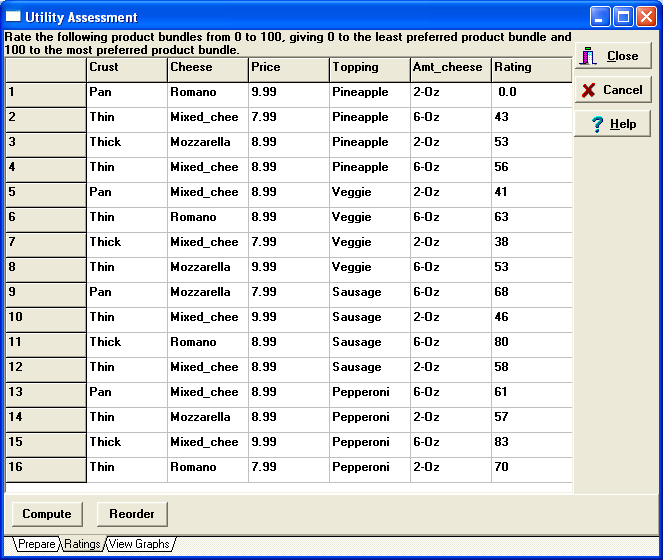 Utility Assessment
Rate the following product bundles from 0 to 100, giving 0 to the least preferred product bundle and
100 to the most preferred product bundle.
Close
Cancel
Help
Crust Cheese Price Topping Amt_cheese Rating
1 Pan Romano 9.99 Pineapple 2-Oz 0.0
2 Thin Mixed_chee 7.99 Pineapple 6-Oz 43
3 Thick Mozzarella 8.99 Pineapple 2-Oz 53
4 Thin Mixed_chee 8.99 Pineapple 6-Oz 56
5 Pan Mixed_chee 8.99 Veggie 2-Oz 41
6 Thin Romano 8.99 Veggie 6-Oz 63
7 Thick Mixed_chee 7.99 Veggie 2-Oz 38
8 Thin Mozzarella 9.99 Veggie 6-Oz 53
9 Pan Mozzarella 7.99 Sausage 6-Oz 68
10 Thin Mixed_chee 9.99 Sausage 2-Oz 46
11 Thick Romano 8.99 Sausage 6-Oz 80
12 Thin Mixed_chee 8.99 Sausage 2-Oz 58
13 Pan Mixed_chee 8.99 Pepperoni 6-Oz 61
14 Thin Mozzarella 8.99 Pepperoni 2-Oz 57
15 Thick Mixed_chee 9.99 Pepperoni 6-Oz 83
16 Thin Romano 7.99 Pepperoni 2-Oz 70
Compute Reorder
Prepare Ratings View Graphs